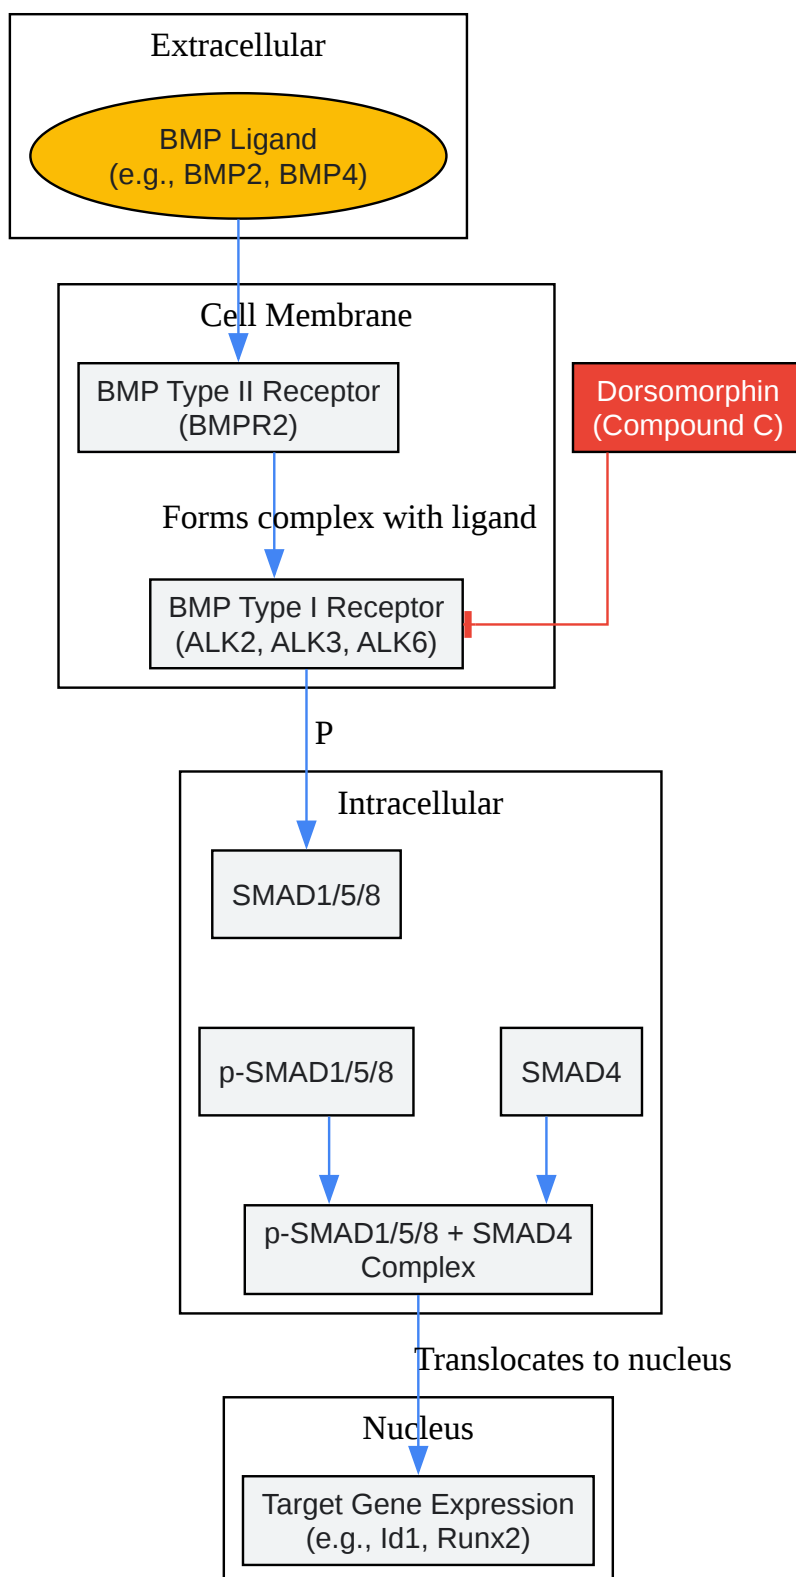 Extracellular
BMP Ligand
(e.g., BMP2, BMP4)
Cell Membrane
BMP Type II Receptor
(BMPR2)
Dorsomorphin
(Compound C)
Forms complex with ligand
BMP Type I Receptor
(ALK2, ALK3, ALK6)
P
Intracellular
SMAD1/5/8
p-SMAD1/5/8
SMAD4
p-SMAD1/5/8 + SMAD4
Complex
Translocates to nucleus
Nucleus
Target Gene Expression
(e.g., Id1, Runx2)